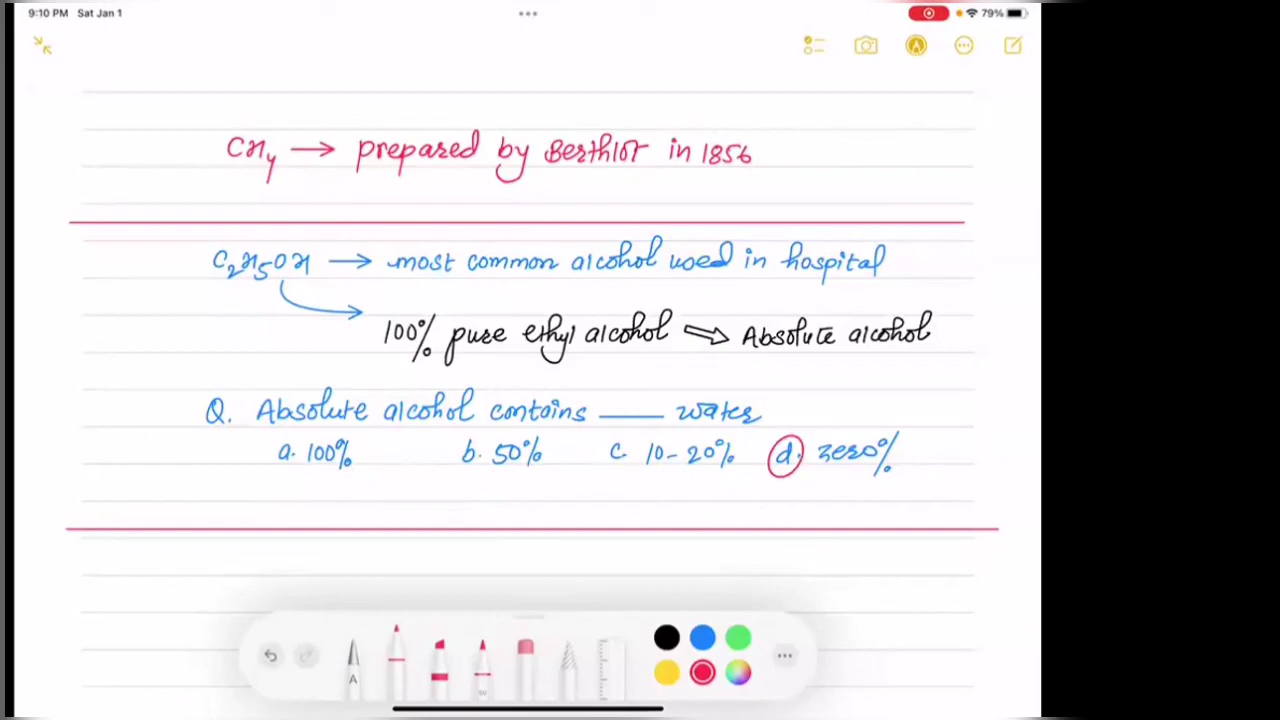 9:10 PM Sat Jan 1
79%
CH4 → prepared by Berthlot in 1856
C2H5OH → most common alcohol used in hospital
100% pure ethyl alcohol ⇒ Absolute alcohol
Q. Absolute alcohol contains ____ water
a. 100% b. 50% c. 10-20% d. zero%
A
50